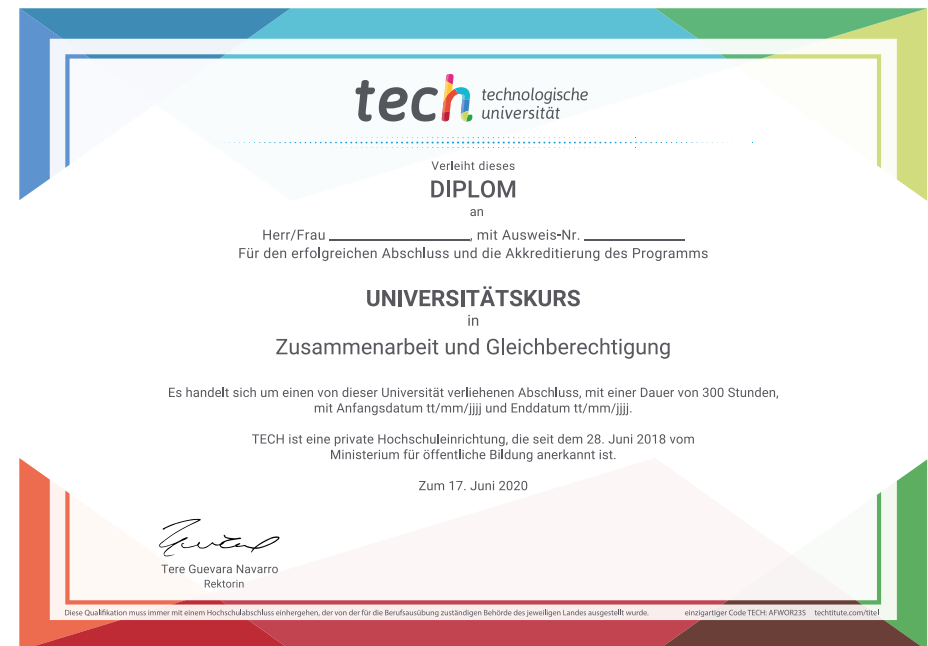 tech technologische
universität
Verleiht dieses
DIPLOM
an
Herr/Frau ____________________, mit Ausweis-Nr. ______________
Für den erfolgreichen Abschluss und die Akkreditierung des Programms
UNIVERSITÄTSKURS
in
Zusammenarbeit und Gleichberechtigung
Es handelt sich um einen von dieser Universität verliehenen Abschluss, mit einer Dauer von 300 Stunden,
mit Anfangsdatum tt/mm/jjjj und Enddatum tt/mm/jjjj.
TECH ist eine private Hochschuleinrichtung, die seit dem 28. Juni 2018 vom
Ministerium für öffentliche Bildung anerkannt ist.
Zum 17. Juni 2020
Tere Guevara Navarro
Rektorin
Diese Qualifikation muss immer mit einem Hochschulabschluss einhergehen, der von der für die Berufsausübung zuständigen Behörde des jeweiligen Landes ausgestellt wurde. einzigartiger Code TECH: AFWOR23S techtitute.com/titel